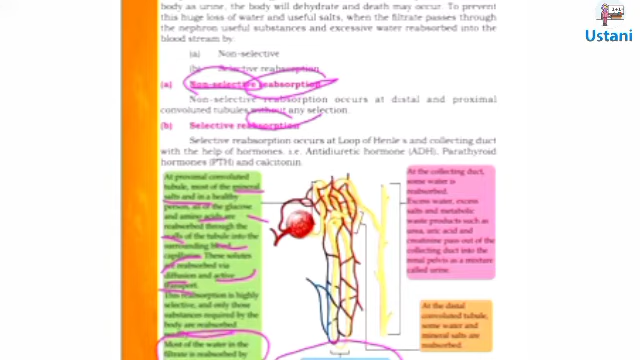 body as urine, the body will dehydrate and death may occur. To prevent
this huge loss of water and useful salts, when the filtrate passes through
the nephron useful substances and excessive water reabsorbed into the
blood stream by:
(a) Non-selective
(b) Selective reabsorption
(a) Non-selective reabsorption
Non-selective reabsorption occurs at distal and proximal
convoluted tubules without any selection
(b) Selective reabsorption
Selective reabsorption occurs at Loop of Henle's and collecting duct
with the help of hormones. i.e. Antidiuretic hormone (ADH), Parathyroid
hormones (PTH) and calcitonin.
Ustani
At proximal convoluted
tubule, most of the mineral
salts and in a healthy
person, all of the glucose
and amino acids are
reabsorbed through the
walls of the tubule into the
surrounding blood
capillaries. These solutes
are reabsorbed via
diffusion and active
transport.
This reabsorption is highly
selective, and only those
substances required by the
body are reabsorbed
Most of the water in the
filtrate is reabsorbed by
At the collecting duct,
some water is
reabsorbed.
Excess water, excess
salts and metabolic
waste products such as
urea, uric acid and
creatinine pass out of the
collecting duct into the
renal pelvis as a mixture
called urine.
At the distal
convoluted tubule,
some water and
mineral salts are
reabsorbed.